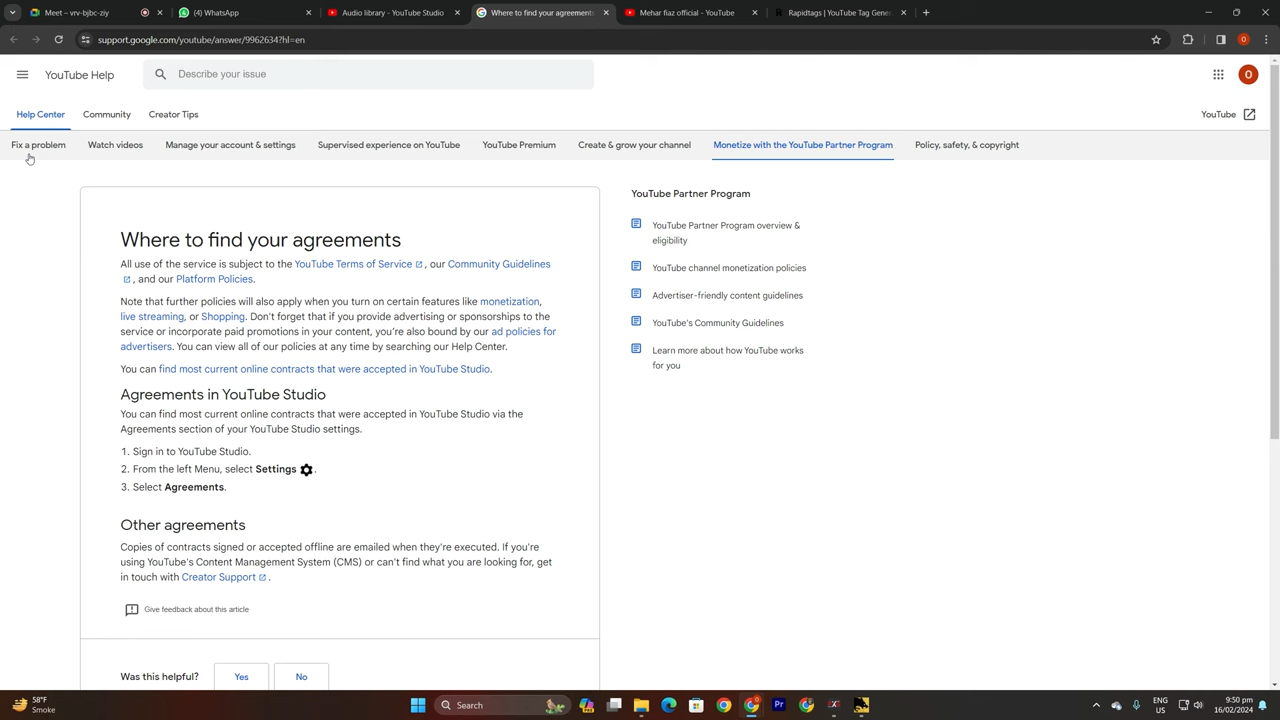 Meet – vrv-bjbz-ziy
(4) WhatsApp
Audio library - YouTube Studio
Where to find your agreements
Mehar fiaz official - YouTube
Rapidtags | YouTube Tag Gene
support.google.com/youtube/answer/9962634?hl=en
O
YouTube Help
Describe your issue
O
Help Center
Community
Creator Tips
YouTube
Fix a problem
Watch videos
Manage your account & settings
Supervised experience on YouTube
YouTube Premium
Create & grow your channel
Monetize with the YouTube Partner Program
Policy, safety, & copyright
Where to find your agreements
All use of the service is subject to the YouTube Terms of Service , our Community Guidelines
, and our Platform Policies.
Note that further policies will also apply when you turn on certain features like monetization,
live streaming, or Shopping. Don't forget that if you provide advertising or sponsorships to the
service or incorporate paid promotions in your content, you're also bound by our ad policies for
advertisers. You can view all of our policies at any time by searching our Help Center.
You can find most current online contracts that were accepted in YouTube Studio.
Agreements in YouTube Studio
You can find most current online contracts that were accepted in YouTube Studio via the
Agreements section of your YouTube Studio settings.
1. Sign in to YouTube Studio.
2. From the left Menu, select Settings .
3. Select Agreements.
Other agreements
Copies of contracts signed or accepted offline are emailed when they're executed. If you're
using YouTube's Content Management System (CMS) or can't find what you are looking for, get
in touch with Creator Support .
Give feedback about this article
Was this helpful?
Yes
No
YouTube Partner Program
YouTube Partner Program overview &
eligibility
YouTube channel monetization policies
Advertiser-friendly content guidelines
YouTube's Community Guidelines
Learn more about how YouTube works
for you
58°F
Smoke
Search
Pr
ENG
US
9:50 pm
16/02/2024